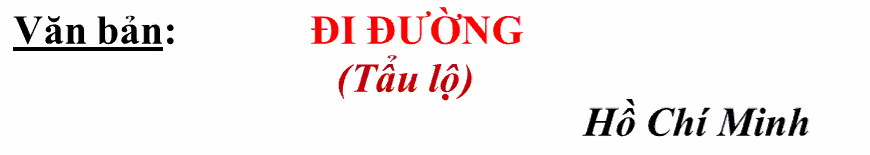 Văn bản: ĐI ĐƯỜNG
(Tẩu lộ)
Hồ Chí Minh